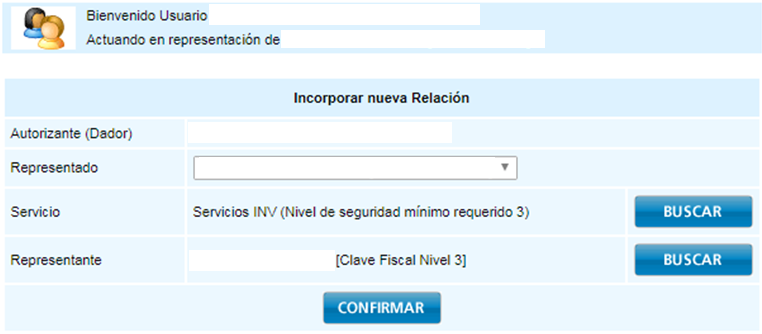 Bienvenido Usuario
Actuando en representación de
Incorporar nueva Relación
Autorizante (Dador)
Representado
Servicio Servicios INV (Nivel de seguridad mínimo requerido 3) BUSCAR
Representante [Clave Fiscal Nivel 3] BUSCAR
CONFIRMAR